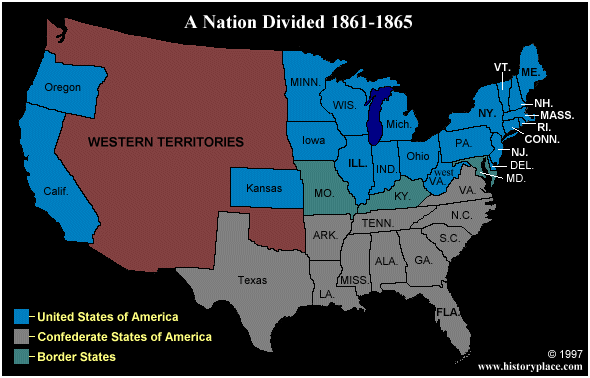 A Nation Divided 1861-1865
VT.
ME.
Oregon
MINN.
WIS.
Mich.
NY.
NH.
MASS.
RI.
CONN.
WESTERN TERRITORIES
Iowa
ILL.
IND.
Ohio
PA.
NJ.
DEL.
MD.
Calif.
Kansas
MO.
KY.
west
VA.
VA.
N.C.
TENN.
ARK.
S.C.
Texas
LA.
MISS.
ALA.
GA.
FLA.
United States of America
Confederate States of America
Border States
© 1997
www.historyplace.com